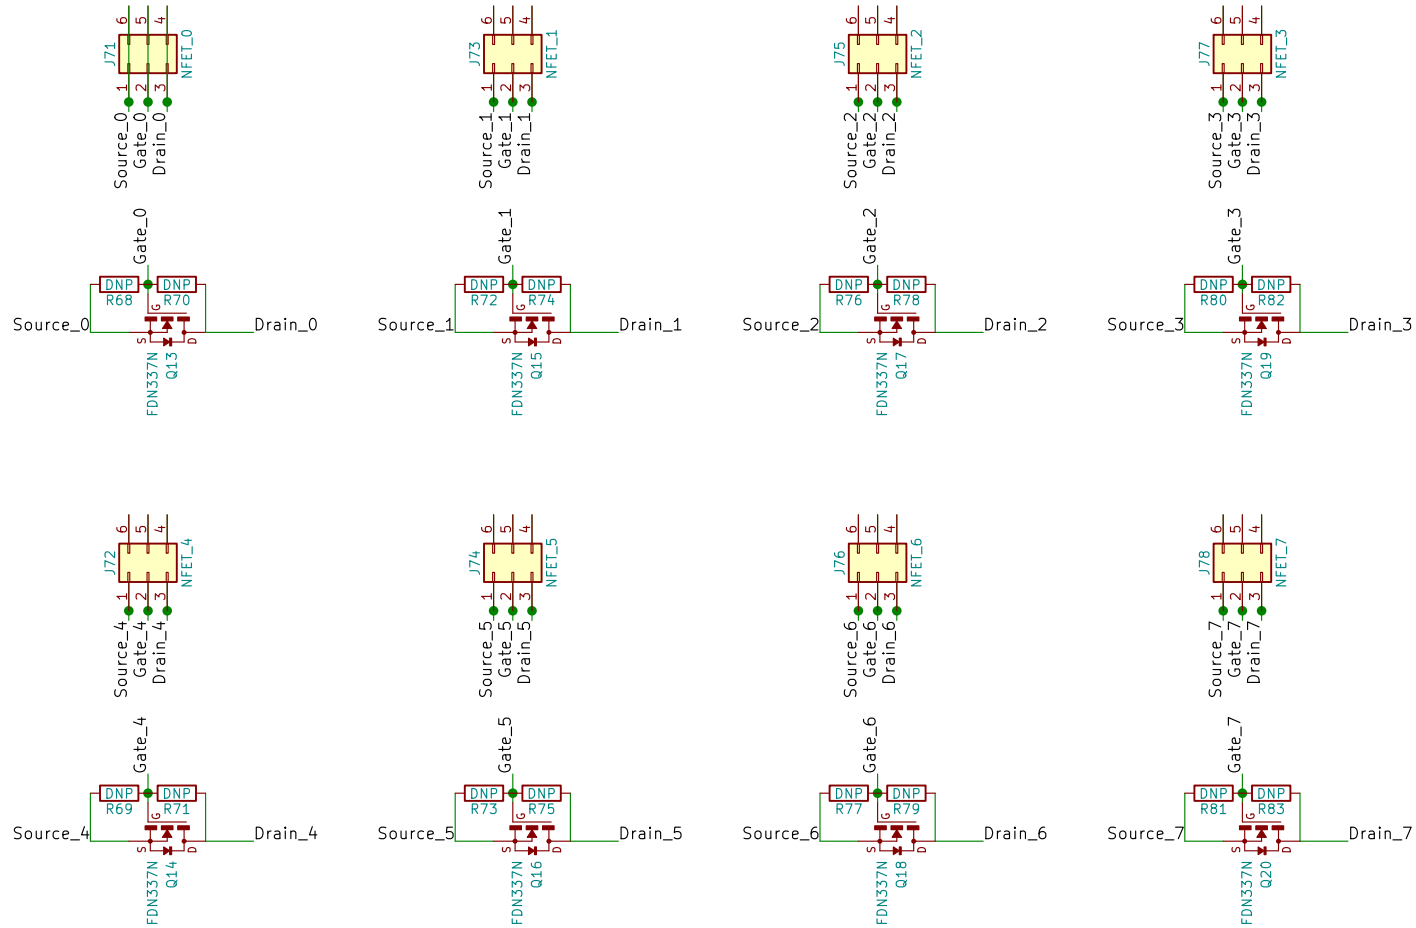 6 5 4
J71 NFET_0
1 2 3
Source_0 Gate_0 Drain_0
Gate_0
DNP DNP
R68 R70
G
Source_0 Drain_0
S D
FDN337N Q13
6 5 4
J73 NFET_1
1 2 3
Source_1 Gate_1 Drain_1
Gate_1
DNP DNP
R72 R74
G
Source_1 Drain_1
S D
FDN337N Q15
6 5 4
J75 NFET_2
1 2 3
Source_2 Gate_2 Drain_2
Gate_2
DNP DNP
R76 R78
G
Source_2 Drain_2
S D
FDN337N Q17
6 5 4
J77 NFET_3
1 2 3
Source_3 Gate_3 Drain_3
Gate_3
DNP DNP
R80 R82
G
Source_3 Drain_3
S D
FDN337N Q19
6 5 4
J72 NFET_4
1 2 3
Source_4 Gate_4 Drain_4
Gate_4
DNP DNP
R69 R71
G
Source_4 Drain_4
S D
FDN337N Q14
6 5 4
J74 NFET_5
1 2 3
Source_5 Gate_5 Drain_5
Gate_5
DNP DNP
R73 R75
G
Source_5 Drain_5
S D
FDN337N Q16
6 5 4
J76 NFET_6
1 2 3
Source_6 Gate_6 Drain_6
Gate_6
DNP DNP
R77 R79
G
Source_6 Drain_6
S D
FDN337N Q18
6 5 4
J78 NFET_7
1 2 3
Source_7 Gate_7 Drain_7
Gate_7
DNP DNP
R81 R83
G
Source_7 Drain_7
S D
FDN337N Q20